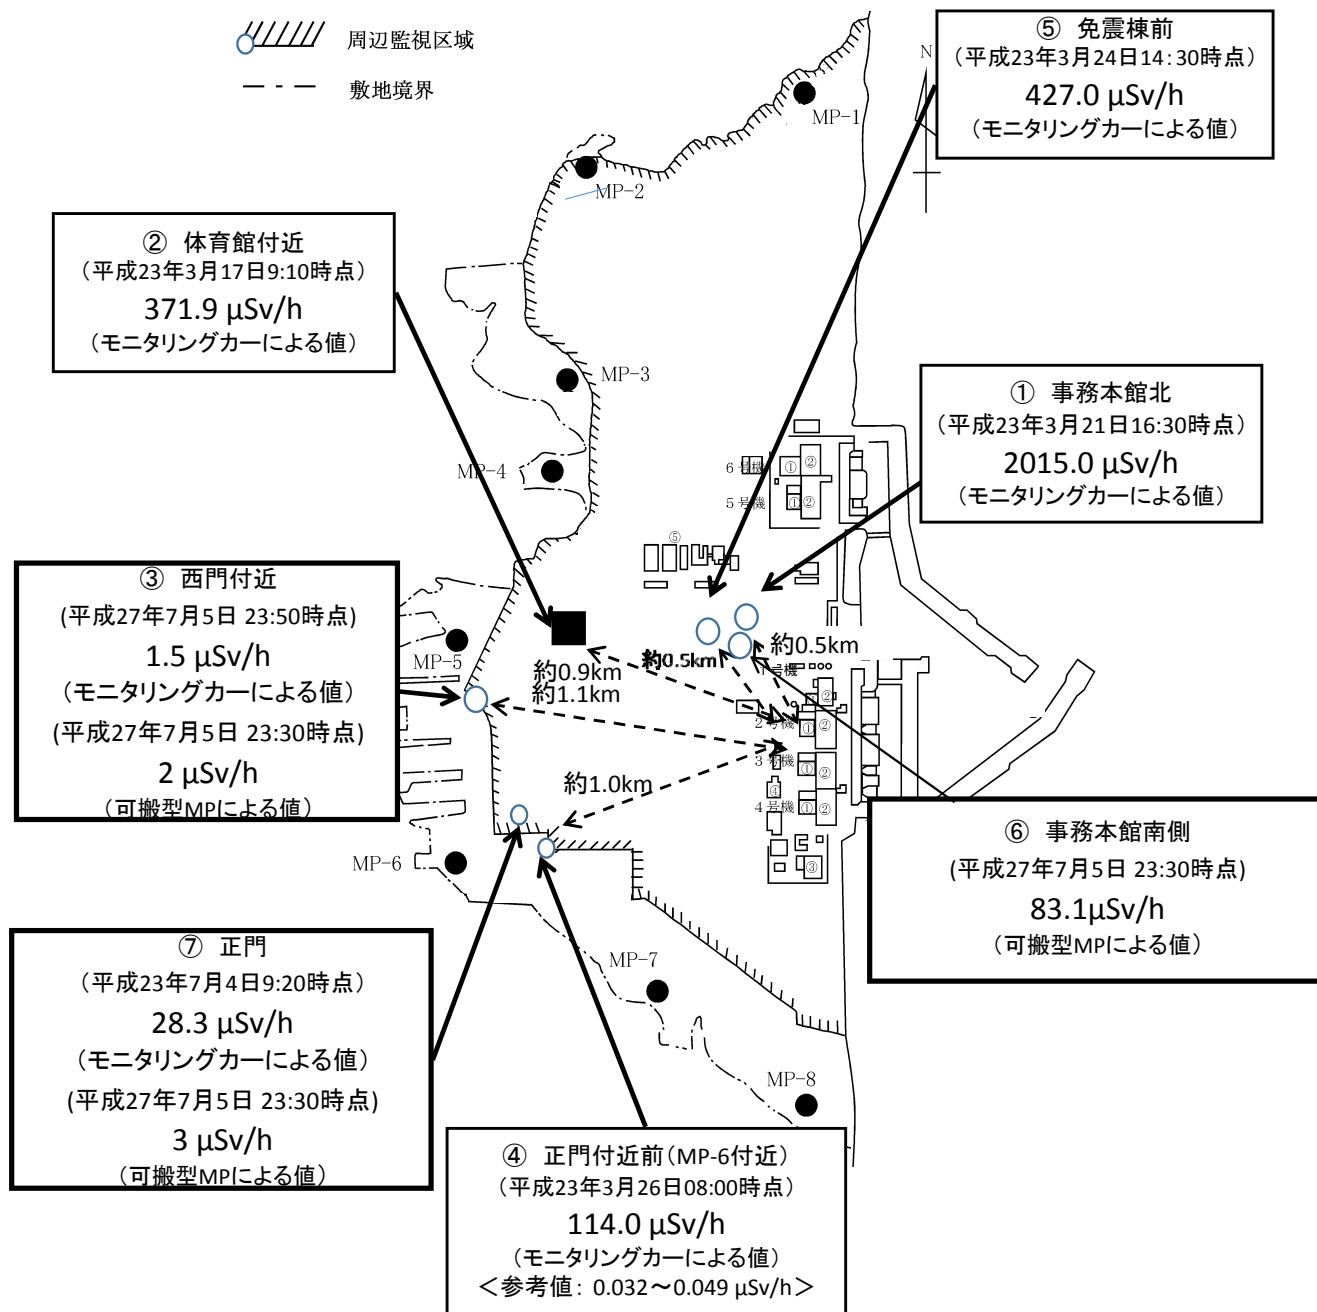 周辺監視区域
敷地境界
⑤ 免震棟前
（平成23年3月24日14：30時点）
427.0 μSv/h
（モニタリングカーによる値）
N
MP-1
MP-2
② 体育館付近
（平成23年3月17日9:10時点）
371.9 μSv/h
（モニタリングカーによる値）
MP-3
① 事務本館北
（平成23年3月21日16:30時点）
2015.0 μSv/h
（モニタリングカーによる値）
MP-4
6号機
①
②
5号機
①
②
⑤
③ 西門付近
(平成27年7月5日 23:50時点)
1.5 μSv/h
（モニタリングカーによる値）
(平成27年7月5日 23:30時点)
2 μSv/h
（可搬型MPによる値）
MP-5
約0.9km
約1.1km
約0.5km
約0.5km
1号機
②
2号機
①
②
3号機
①
②
④
4号機
①
②
③
約1.0km
MP-6
⑥ 事務本館南側
(平成27年7月5日 23:30時点)
83.1μSv/h
（可搬型MPによる値）
⑦ 正門
（平成23年7月4日9:20時点）
28.3 μSv/h
（モニタリングカーによる値）
(平成27年7月5日 23:30時点)
3 μSv/h
（可搬型MPによる値）
MP-7
MP-8
④ 正門付近前（MP-6付近）
（平成23年3月26日08:00時点）
114.0 μSv/h
（モニタリングカーによる値）
＜参考値： 0.032～0.049 μSv/h＞